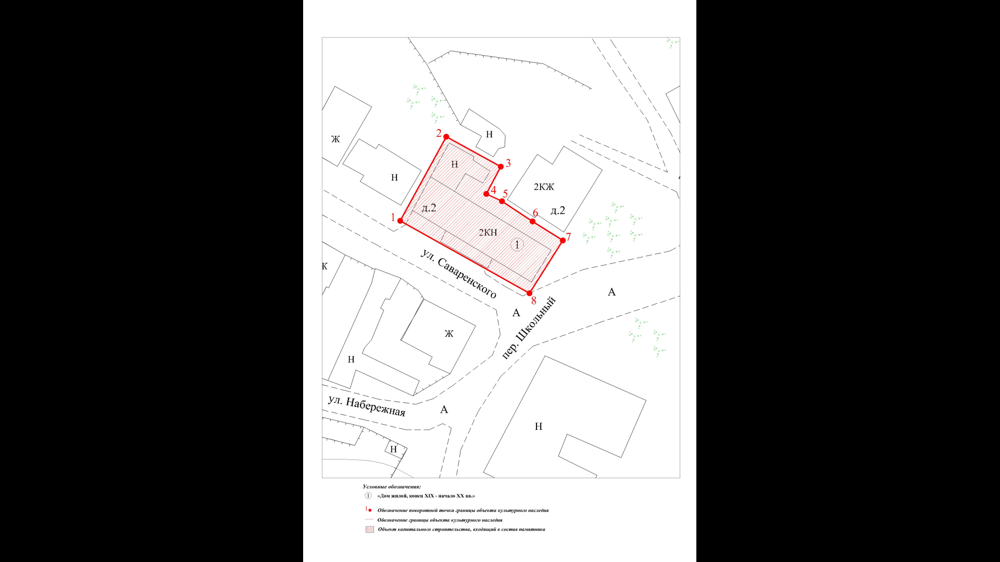 2
Н
Ж
3
Н
Н
2КЖ
4
5
д.2
д.2
6
1
2КН
7
1
ул. Саваренского
Ж
А
8
А
пер. Школьный
Ж
Н
ул. Набережная
А
Н
Н
Условные обозначения:
1 «Дом жилой, конец XIX - начало XX вв.»
1 Обозначение поворотной точки границы объекта культурного наследия
Обозначение границы объекта культурного наследия
Объект капитального строительства, входящий в состав памятника